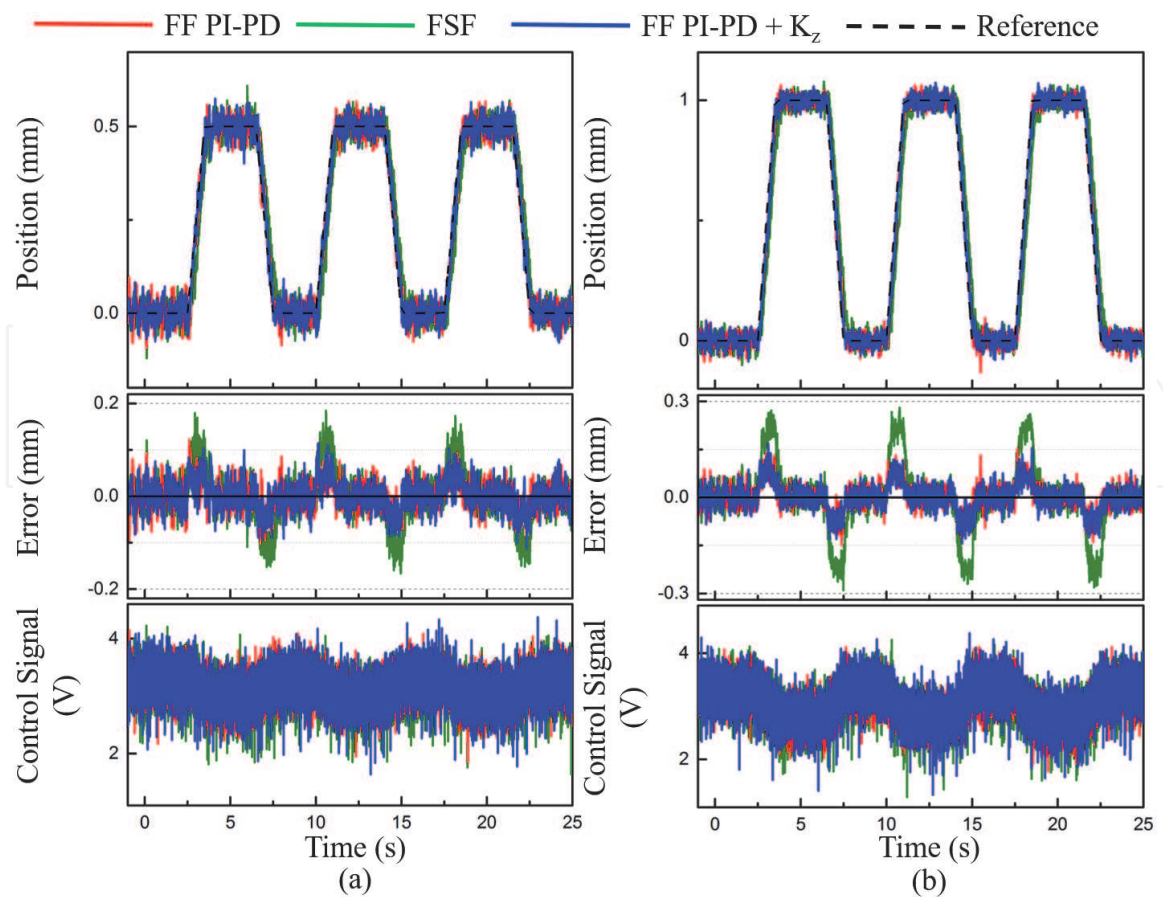 FF PI-PD FSF FF PI-PD + Kz Reference
Position (mm)
0.5
0.0
Error (mm)
0.2
0.0
-0.2
Control Signal
(V)
4
2
0 5 10 15 20 25
Time (s)
(a)
Position (mm)
1
0
Error (mm)
0.3
0.0
-0.3
Control Signal
(V)
4
2
0 5 10 15 20 25
Time (s)
(b)